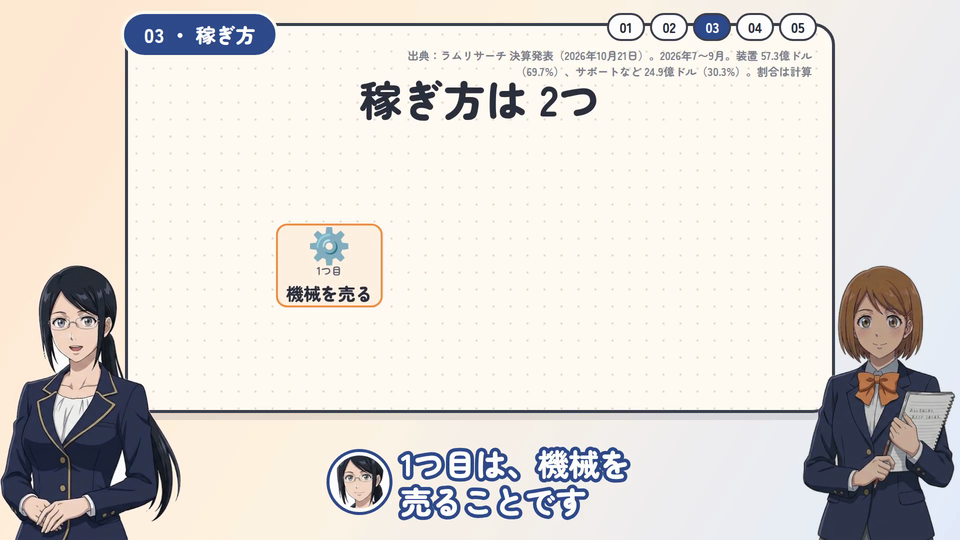 03 ・ 稼ぎ方
01 02 03 04 05
出典：ラムリサーチ 決算発表（2026年10月21日）。2026年7〜9月。装置 57.3億ドル
（69.7%）、サポートなど 24.9億ドル（30.3%）。割合は計算
稼ぎ方は 2つ
1つ目
機械を売る
1つ目は、機械を
売ることです